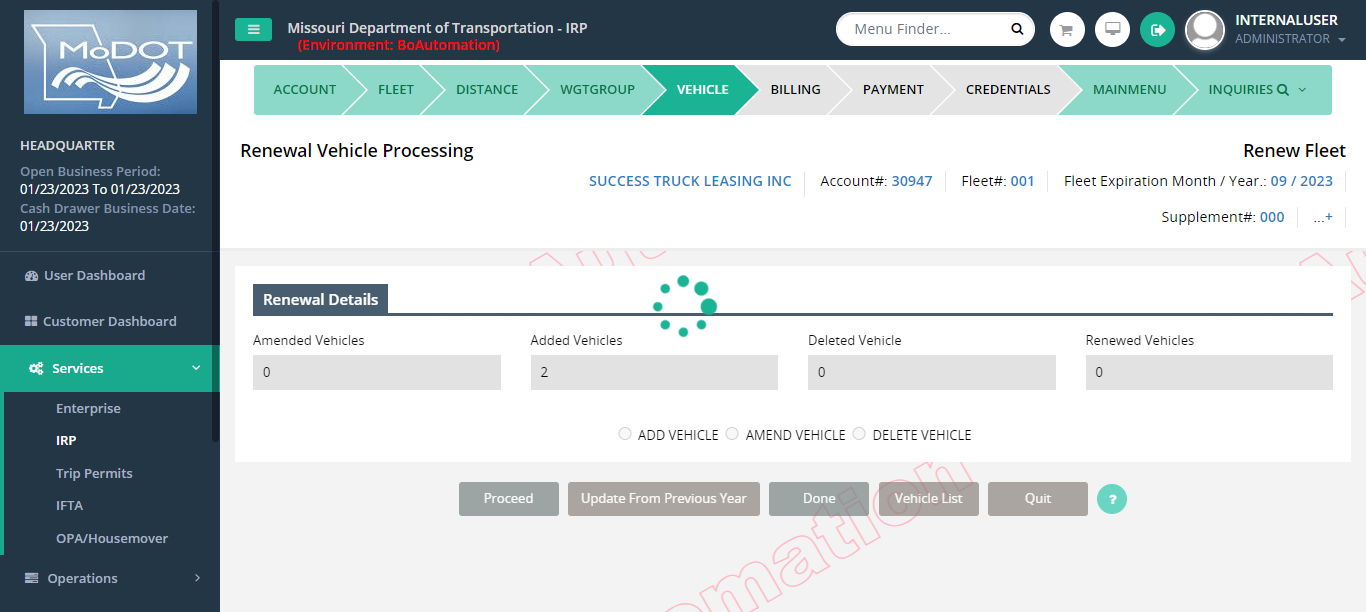 MoDOT
HEADQUARTER
Open Business Period:
01/23/2023 To 01/23/2023
Cash Drawer Business Date:
01/23/2023
User Dashboard
Customer Dashboard
Services
Enterprise
IRP
Trip Permits
IFTA
OPA/Housemover
Operations
Missouri Department of Transportation - IRP
(Environment: BoAutomation)
Menu Finder...
INTERNALUSER
ADMINISTRATOR
ACCOUNT FLEET DISTANCE WGTGROUP VEHICLE BILLING PAYMENT CREDENTIALS MAINMENU INQUIRIES
Renewal Vehicle Processing Renew Fleet
SUCCESS TRUCK LEASING INC Account#: 30947 Fleet#: 001 Fleet Expiration Month / Year.: 09 / 2023
Supplement#: 000 ...+
Renewal Details
Amended Vehicles Added Vehicles Deleted Vehicle Renewed Vehicles
0 2 0 0
ADD VEHICLE AMEND VEHICLE DELETE VEHICLE
Proceed Update From Previous Year Done Vehicle List Quit ?